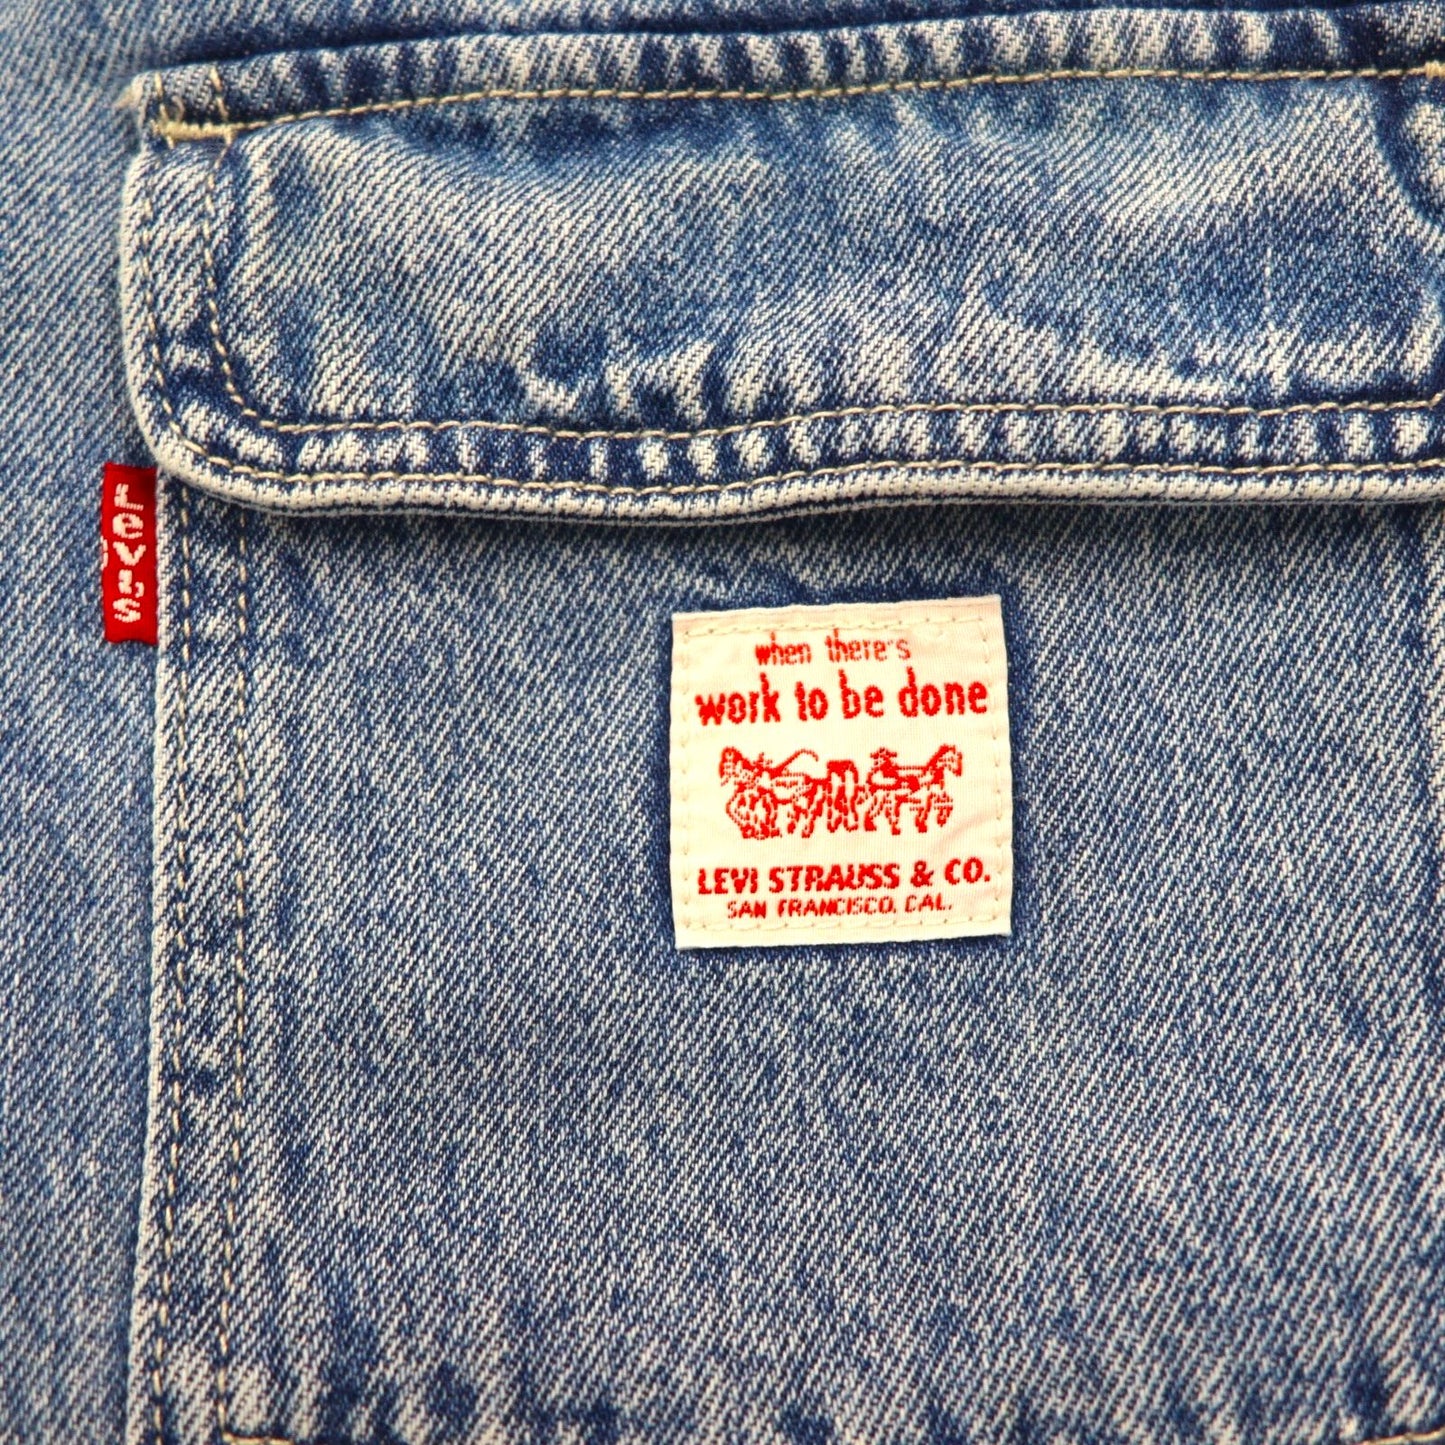 LEVI'S
when there's
work to be done
LEVI STRAUSS & CO.
SAN FRANCISCO, CAL.